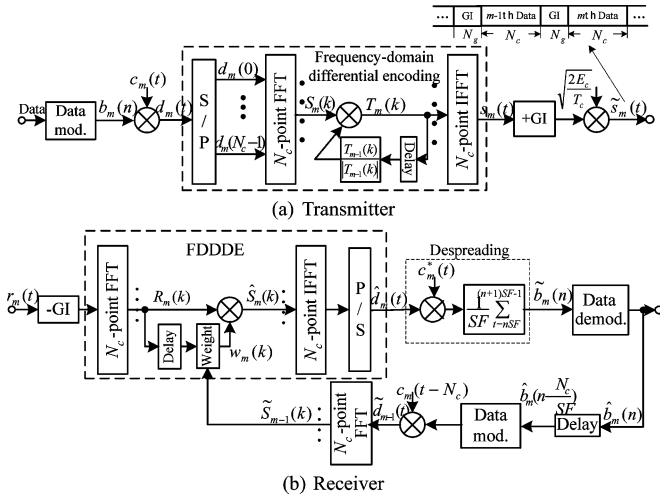 ... GI m-1t h Data GI mt h Data ...
N_g N_c N_g N_c
Frequency-domain
differential encoding
Data
Data
mod.
b_m(n)
c_m(t)
d_m(t)
S
/
P
d_m(0)
d_m(N_c-1)
N_c-point FFT
S_m(k)
T_m(k)
T_{m-1}(k)
|T_{m-1}(k)|
Delay
N_c-point IFFT
s_m(t)
+GI
√(2E_c/T_c)
s̃_m(t)
(a) Transmitter
FDDDE
r_m(t)
-GI
N_c-point FFT
R_m(k)
Delay
Weight
w_m(k)
Ŝ_m(k)
N_c-point IFFT
P
/
S
d̂_m(t)
Despreading
c*_m(t)
1/SF Σ_{t=nSF}^{(n+1)SF-1}
b̃_m(n)
Data
demod.
S̃_{m-1}(k)
N_c-point
FFT
d̃_{m-1}(t)
c_m(t-N_c)
Data
mod.
b̂_m(n-N_c/SF)
Delay
b̂_m(n)
(b) Receiver